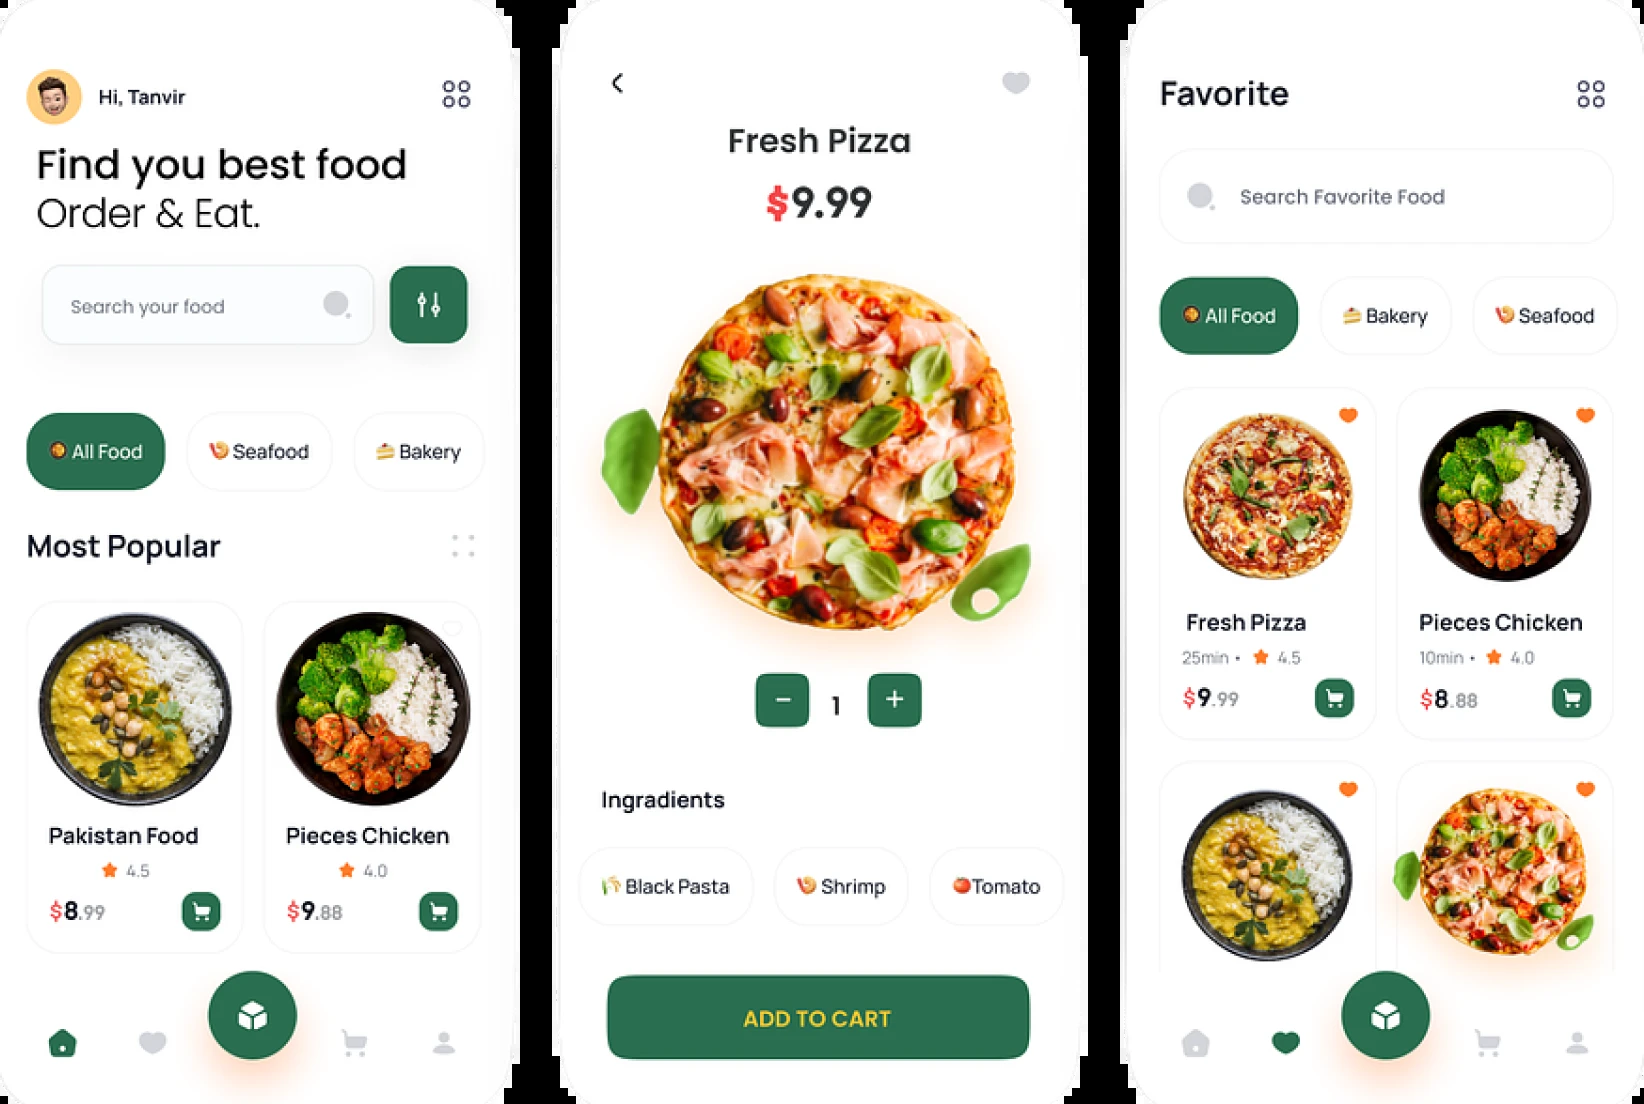 Hi, Tanvir
Find you best food
Order & Eat.
Search your food
All Food
Seafood
Bakery
Most Popular
Pakistan Food
4.5
$8.99
Pieces Chicken
4.0
$9.88
Fresh Pizza
$9.99
1
Ingradients
Black Pasta
Shrimp
Tomato
ADD TO CART
Favorite
Search Favorite Food
All Food
Bakery
Seafood
Fresh Pizza
25min • 4.5
$9.99
Pieces Chicken
10min • 4.0
$8.88